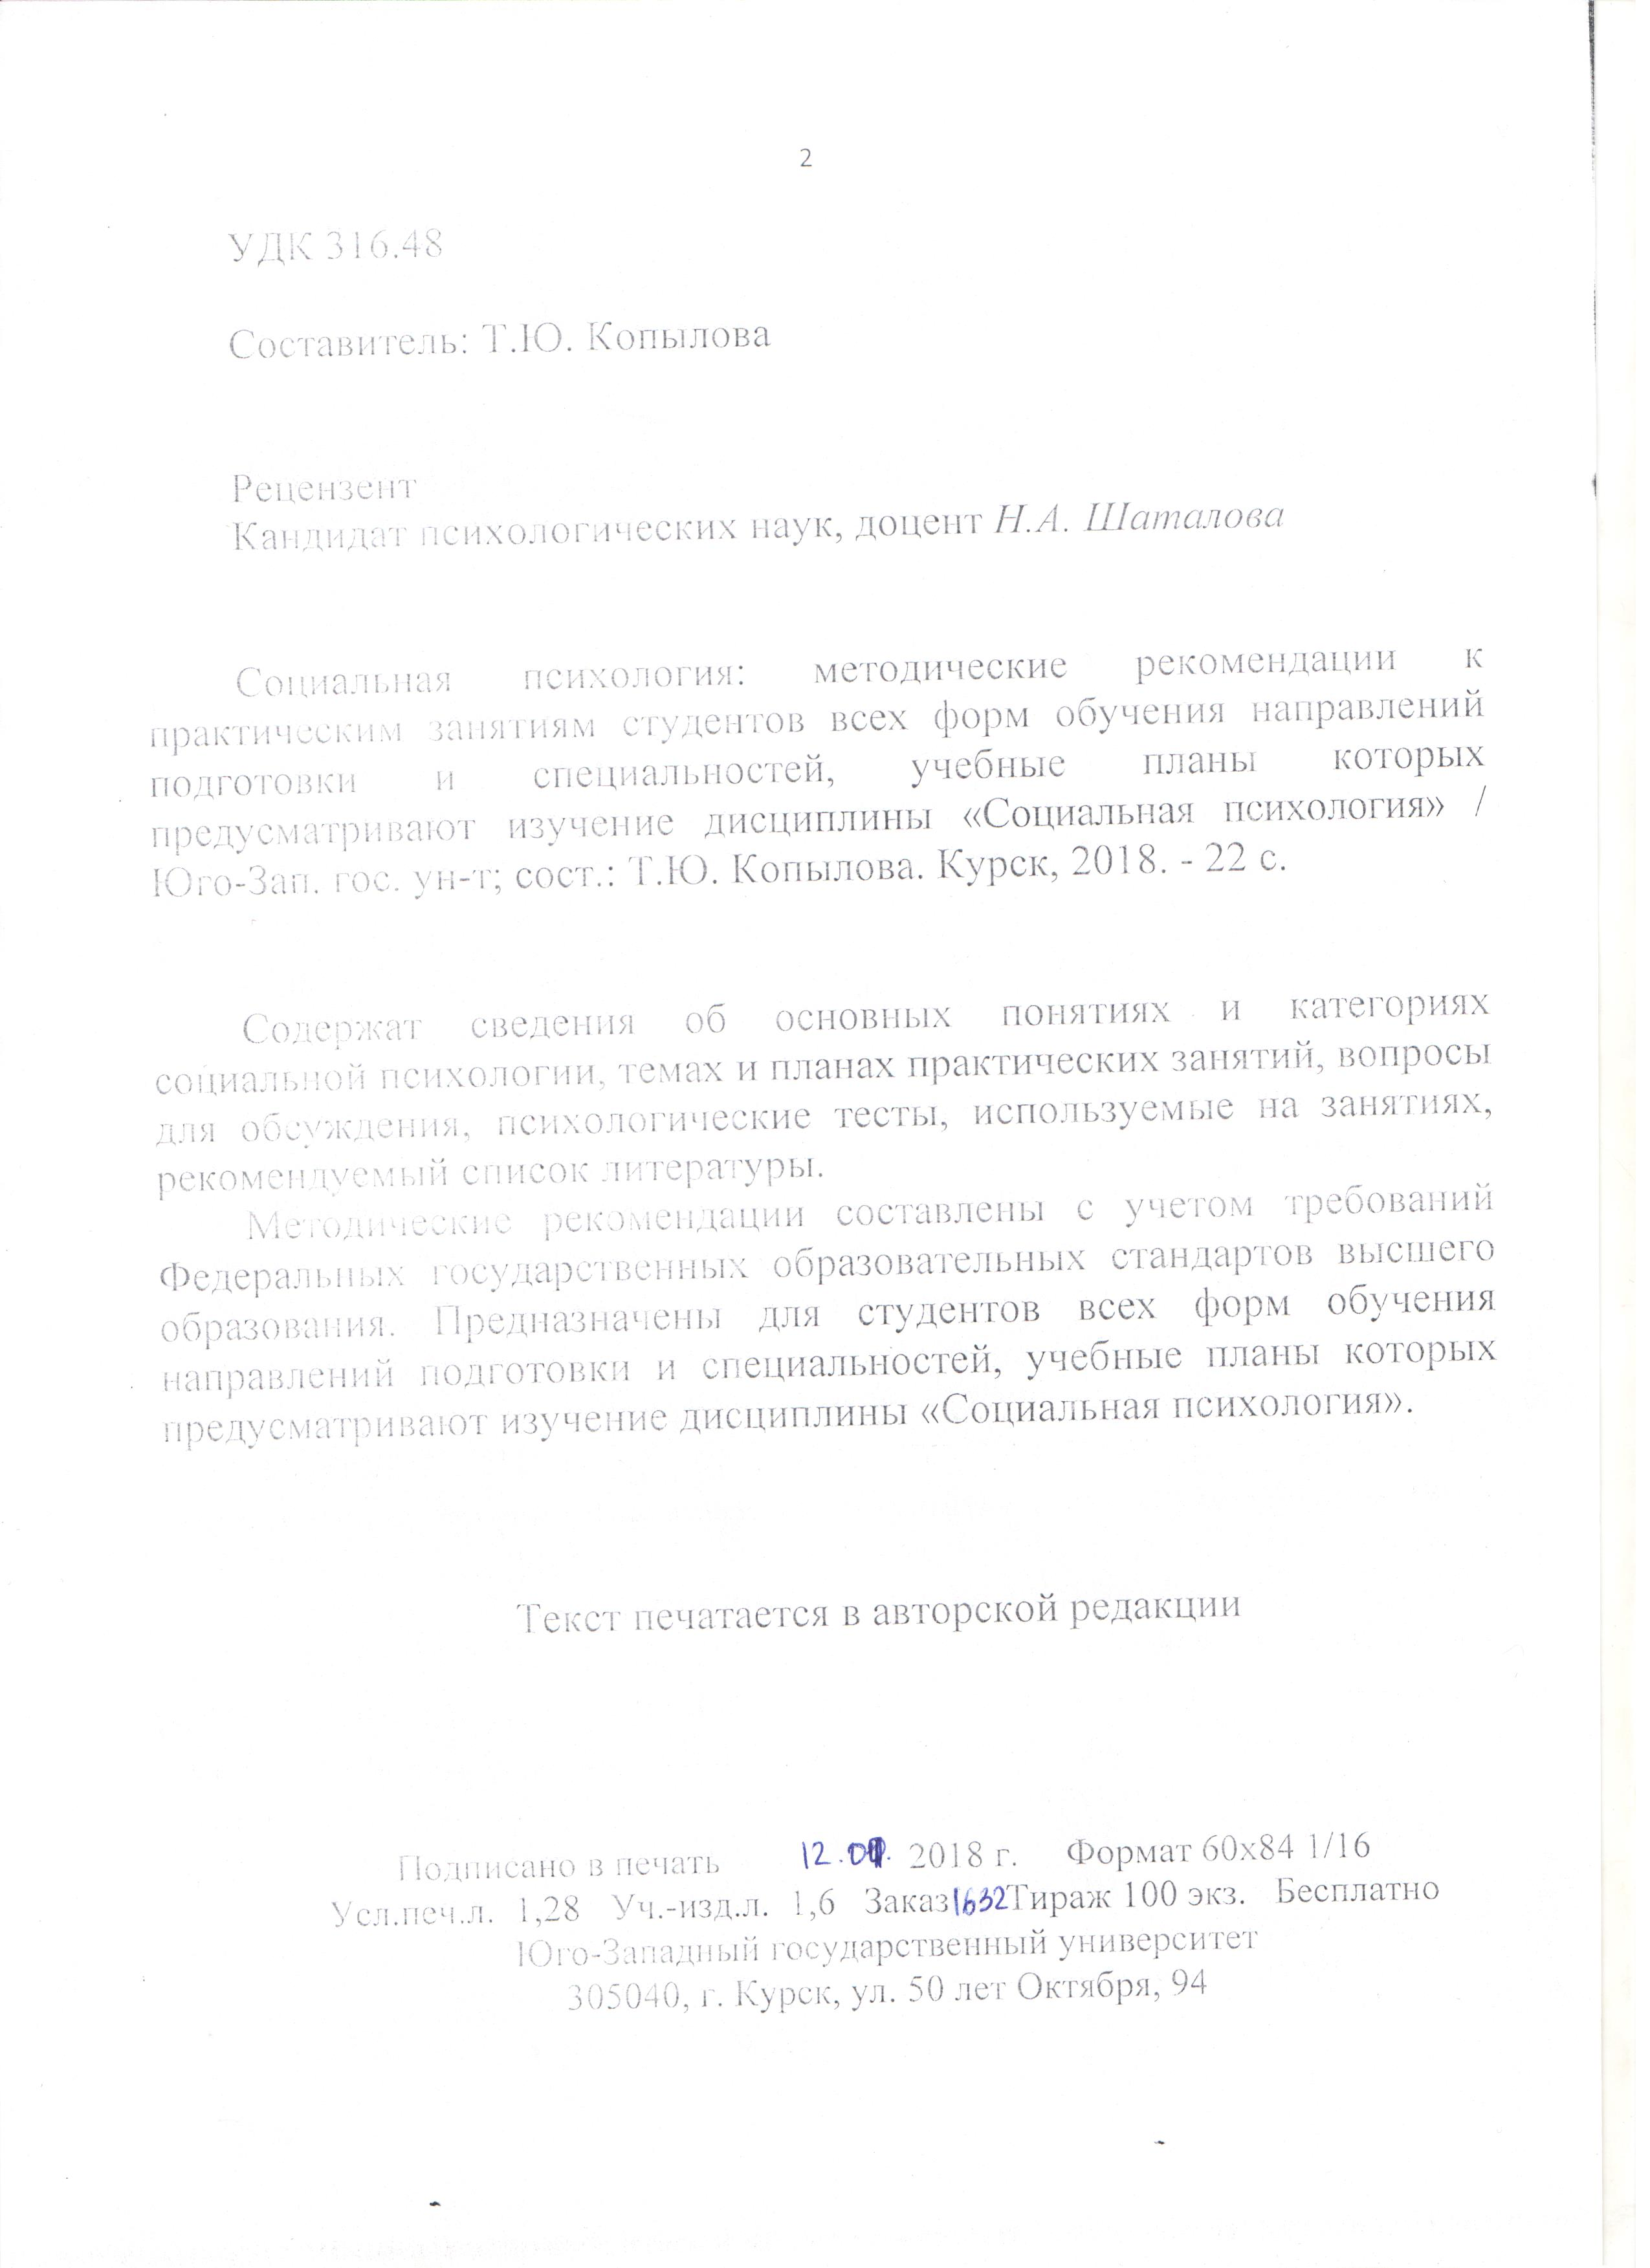 2
УДК 316.48
Составитель: Т.Ю. Копылова
Рецензент
Кандидат психологических наук, доцент Н.А. Шаталова
Социальная психология: методические рекомендации к
практическим занятиям студентов всех форм обучения направлений
подготовки и специальностей, учебные планы которых
предусматривают изучение дисциплины «Социальная психология» /
Юго-Зап. гос. ун-т; сост.: Т.Ю. Копылова. Курск, 2018. - 22 с.
Содержат сведения об основных понятиях и категориях
социальной психологии, темах и планах практических занятий, вопросы
для обсуждения, психологические тесты, используемые на занятиях,
рекомендуемый список литературы.
Методические рекомендации составлены с учетом требований
Федеральных государственных образовательных стандартов высшего
образования. Предназначены для студентов всех форм обучения
направлений подготовки и специальностей, учебные планы которых
предусматривают изучение дисциплины «Социальная психология».
Текст печатается в авторской редакции
Подписано в печать 2018 г. Формат 60х84 1/16
Усл.печ.л. 1,28 Уч.-изд.л. 1,6 Заказ 1632 Тираж 100 экз. Бесплатно
Юго-Западный государственный университет
305040, г. Курск, ул. 50 лет Октября, 94